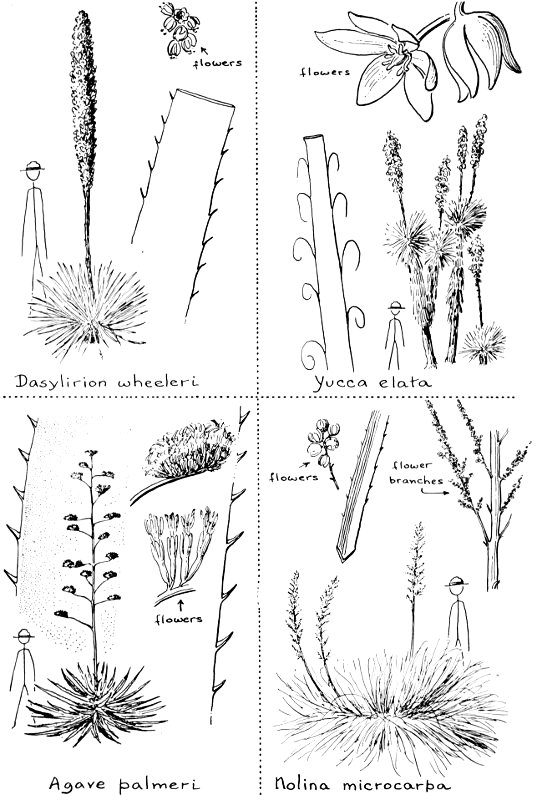 flowers
Dasylirion wheeleri
flowers
Yucca elata
flowers
Agave palmeri
flowers
flower
branches
Nolina microcarpa